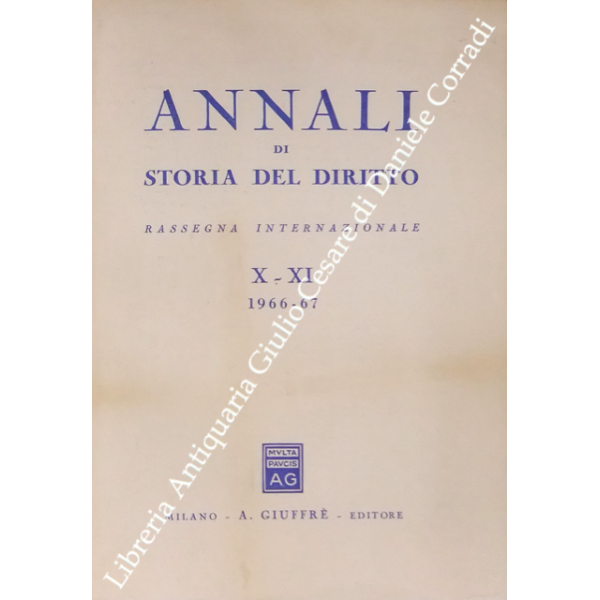 ANNALI
DI
STORIA DEL DIRITTO
RASSEGNA INTERNAZIONALE
X - XI
1966-67
MVLTA
PAVCIS
AG
MILANO - A. GIUFFRÈ - EDITORE
Libreria Antiquaria Giulio Cesare di Daniele Corradi